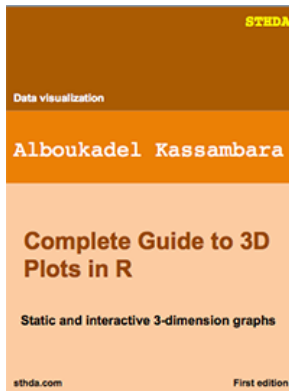 STHDA
Data visualization
Alboukadel Kassambara
Complete Guide to 3D
Plots in R
Static and interactive 3-dimension graphs
sthda.com First edition